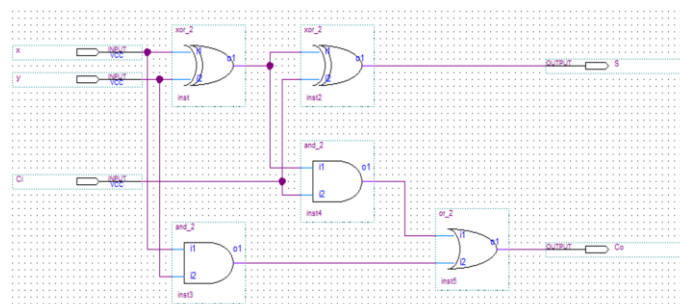 xor_2
xor_2
x
INPUT
VCC
i1
o1
i1
o1
y
INPUT
VCC
i2
i2
OUTPUT
S
inst
inst2
and_2
Ci
INPUT
VCC
i1
o1
i2
inst4
and_2
or_2
i1
o1
i1
o1
OUTPUT
Co
i2
i2
inst3
inst5